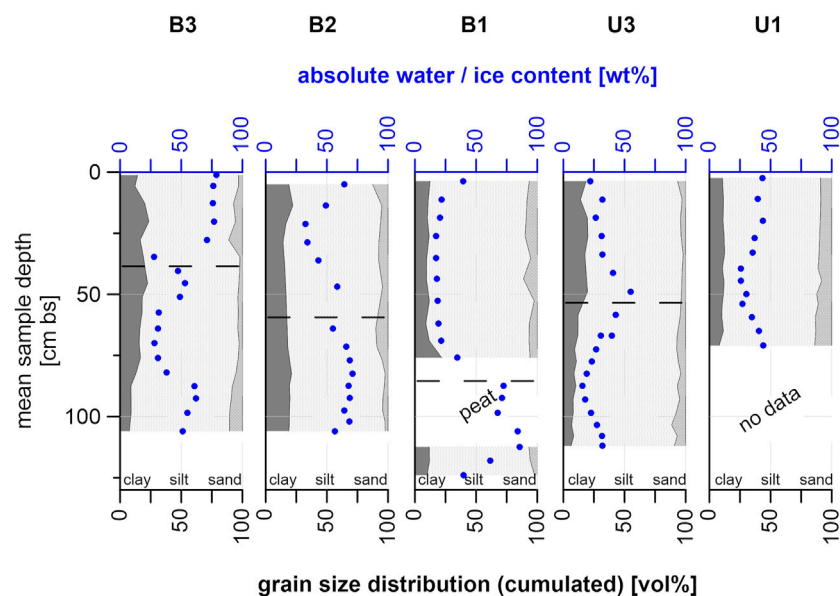 B3 B2 B1 U3 U1
absolute water / ice content [wt%]
0 50 100 0 50 100 0 50 100 0 50 100 0 50 100
0
50
100
mean sample depth
[cm bs]
peat
no data
clay silt sand clay silt sand clay silt sand clay silt sand
0 50 100 0 50 100 0 50 100 0 50 100 0 50 100
grain size distribution (cumulated) [vol%]